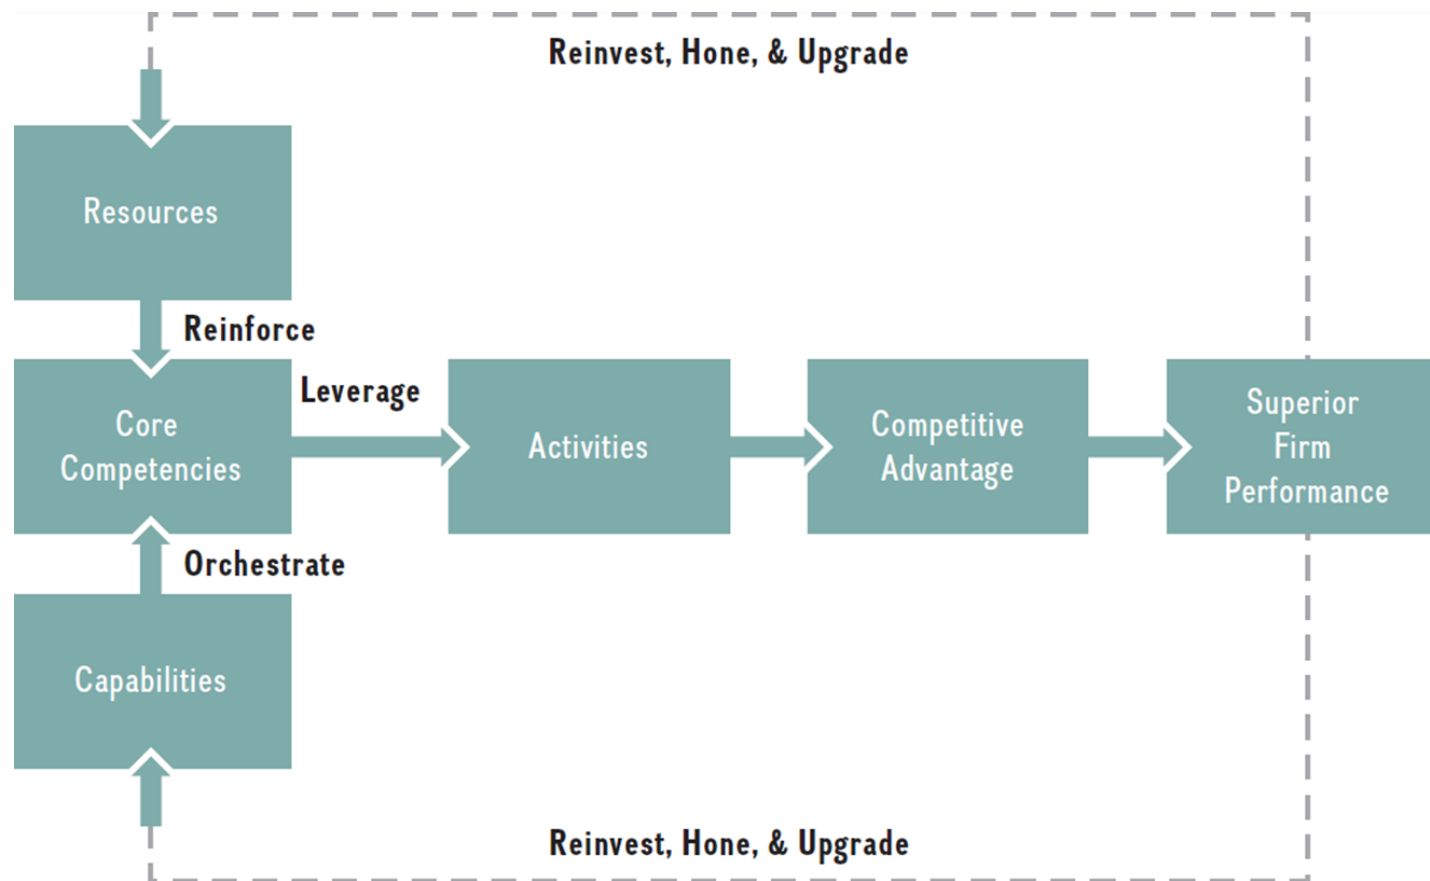 Reinvest, Hone, & Upgrade
Resources
Reinforce
Core
Competencies
Leverage
Activities
Competitive
Advantage
Superior
Firm
Performance
Orchestrate
Capabilities
Reinvest, Hone, & Upgrade